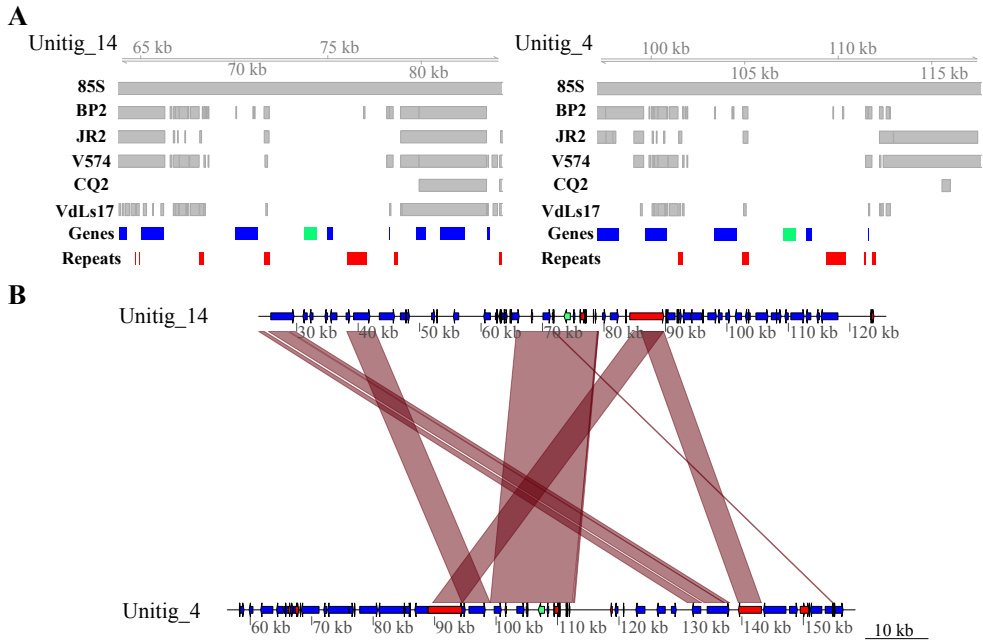 A
Unitig_14
65 kb
75 kb
70 kb
80 kb
Unitig_4
100 kb
110 kb
105 kb
115 kb
85S
BP2
JR2
V574
CQ2
VdLs17
Genes
Repeats
85S
BP2
JR2
V574
CQ2
VdLs17
Genes
Repeats
B
Unitig_14
30 kb
40 kb
50 kb
60 kb
70 kb
80 kb
90 kb
100 kb
110 kb
120 kb
Unitig_4
60 kb
70 kb
80 kb
90 kb
100 kb
110 kb
120 kb
130 kb
140 kb
150 kb
10 kb